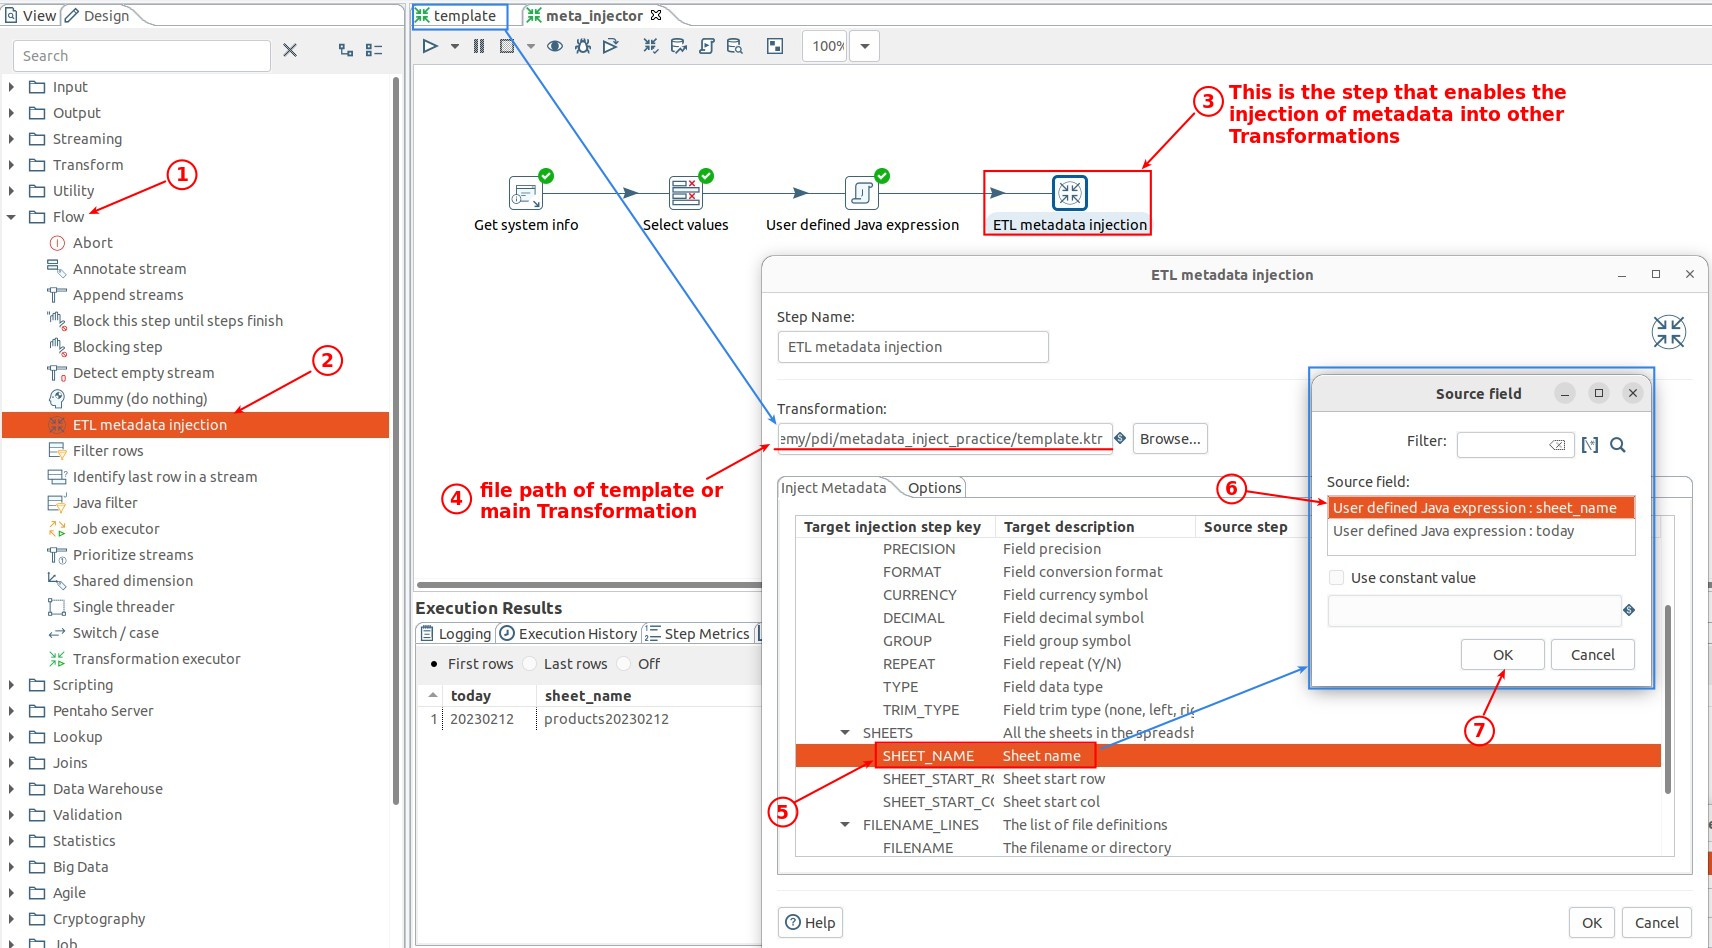 View
Design
template
meta_injector
Search
100%
Input
Output
Streaming
Transform
Utility
Flow
Abort
Annotate stream
Append streams
Block this step until steps finish
Blocking step
Detect empty stream
Dummy (do nothing)
ETL metadata injection
Filter rows
Identify last row in a stream
Java filter
Job executor
Prioritize streams
Shared dimension
Single threader
Switch / case
Transformation executor
Scripting
Pentaho Server
Lookup
Joins
Data Warehouse
Validation
Statistics
Big Data
Agile
Cryptography
Job
1
2
3
This is the step that enables the
injection of metadata into other
Transformations
Get system info
Select values
User defined Java expression
ETL metadata injection
4
file path of template or
main Transformation
Execution Results
Logging
Execution History
Step Metrics
First rows
Last rows
Off
today
sheet_name
1
20230212
products20230212
ETL metadata injection
Step Name:
ETL metadata injection
Transformation:
emy/pdi/metadata_inject_practice/template.ktr
Browse...
Inject Metadata
Options
Target injection step key
Target description
Source step
PRECISION
Field precision
FORMAT
Field conversion format
CURRENCY
Field currency symbol
DECIMAL
Field decimal symbol
GROUP
Field group symbol
REPEAT
Field repeat (Y/N)
TYPE
Field data type
TRIM_TYPE
Field trim type (none, left, rig
SHEETS
All the sheets in the spreadsh
SHEET_NAME
Sheet name
SHEET_START_RO
Sheet start row
SHEET_START_CO
Sheet start col
FILENAME_LINES
The list of file definitions
FILENAME
The filename or directory
5
Help
OK
Cancel
Source field
Filter:
6
Source field:
User defined Java expression : sheet_name
User defined Java expression : today
Use constant value
OK
Cancel
7